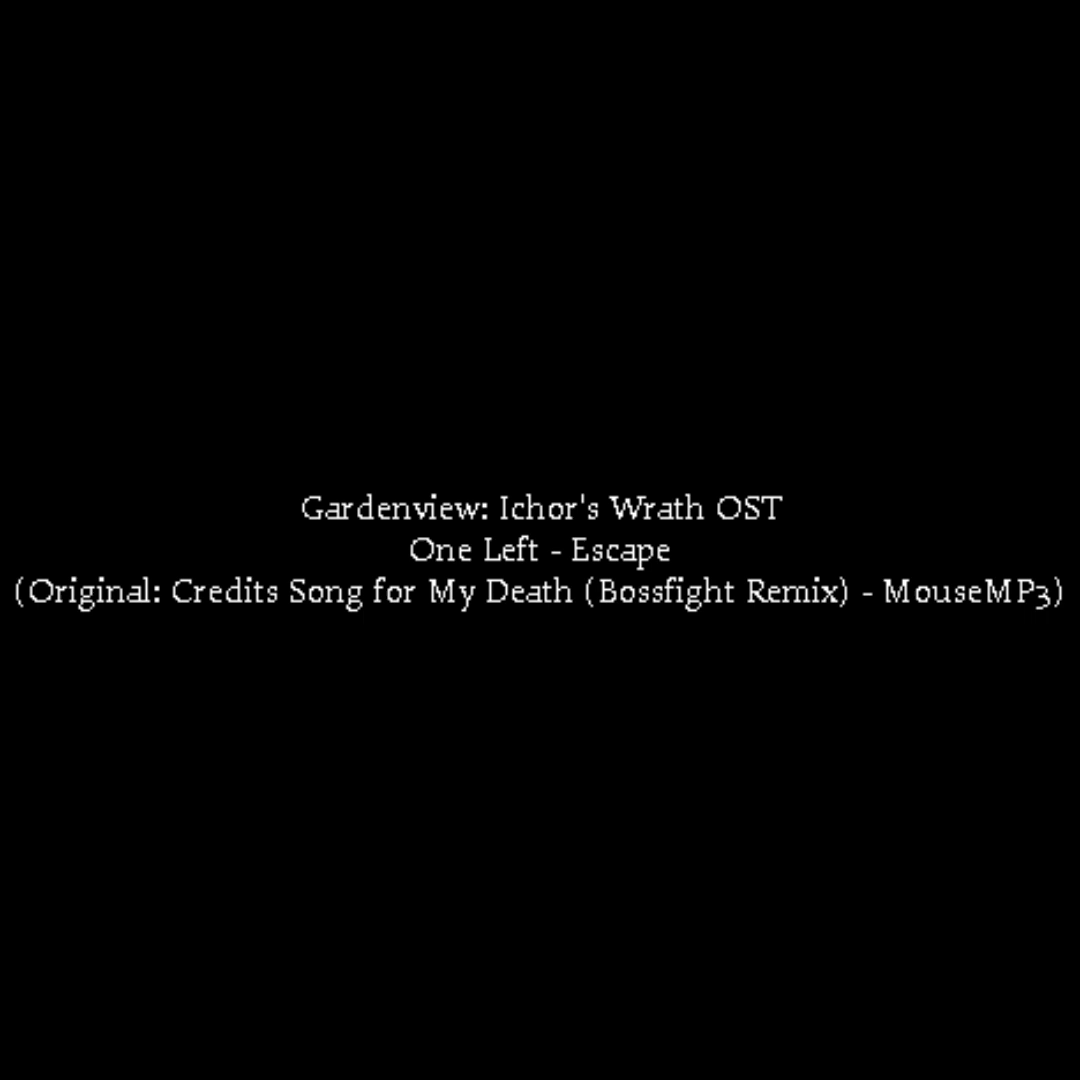 Gardenview: Ichor's Wrath OST
One Left - Escape
(Original: Credits Song for My Death (Bossfight Remix) - MouseMP3)